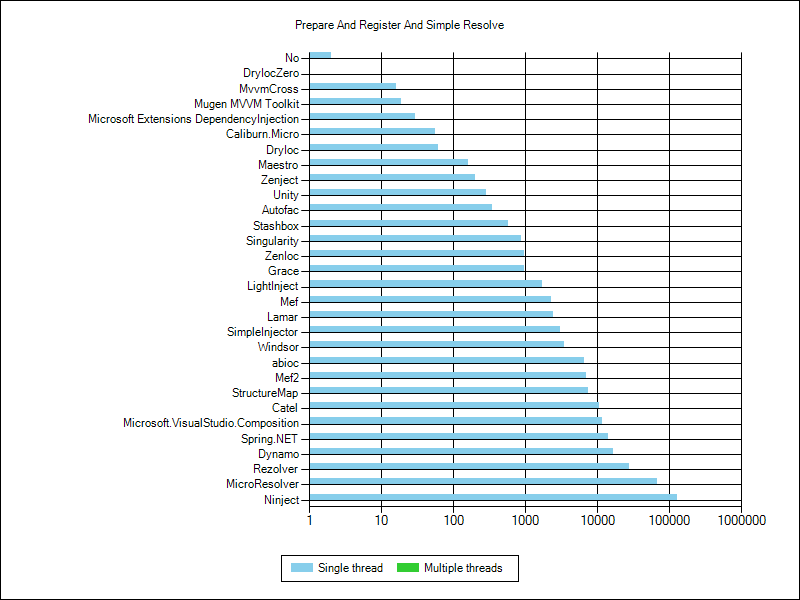 Prepare And Register And Simple Resolve
No
DryIocZero
MvvmCross
Mugen MVVM Toolkit
Microsoft Extensions DependencyInjection
Caliburn.Micro
DryIoc
Maestro
Zenject
Unity
Autofac
Stashbox
Singularity
ZenIoc
Grace
LightInject
Mef
Lamar
SimpleInjector
Windsor
abioc
Mef2
StructureMap
Catel
Microsoft.VisualStudio.Composition
Spring.NET
Dynamo
Rezolver
MicroResolver
Ninject
1 10 100 1000 10000 100000 1000000
Single thread Multiple threads